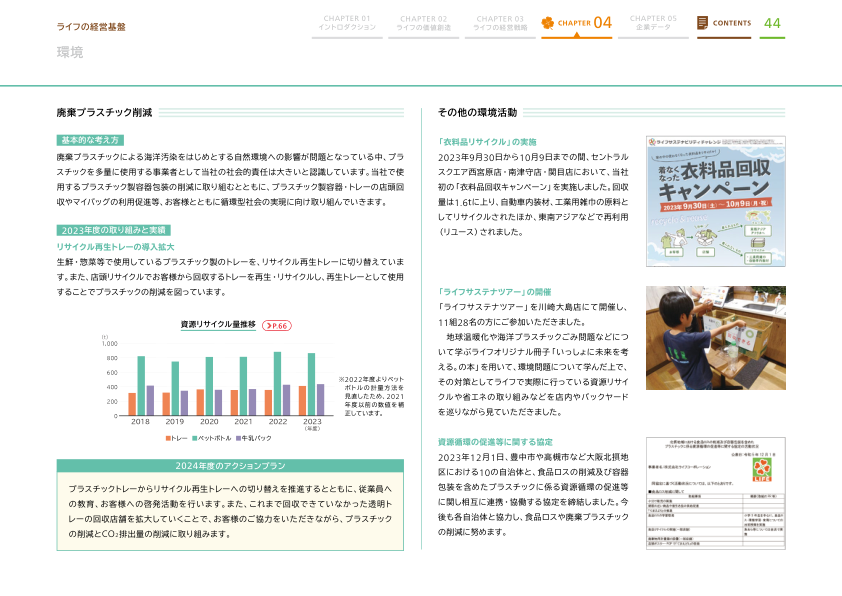 ライフの経営基盤
環境
CHAPTER 01
イントロダクション
CHAPTER 02
ライフの価値創造
CHAPTER 03
ライフの経営戦略
CHAPTER 04
CHAPTER 05
企業データ
CONTENTS
44
廃棄プラスチック削減
基本的な考え方
廃棄プラスチックによる海洋汚染をはじめとする自然環境への影響が問題となっている中、プラ
スチックを多量に使用する事業者として当社の社会的責任は大きいと認識しています。当社で使
用するプラスチック製容器包装の削減に取り組むとともに、プラスチック製容器・トレーの店頭回
収やマイバッグの利用促進等、お客様とともに循環型社会の実現に向け取り組んでいきます。
2023年度の取り組みと実績
リサイクル再生トレーの導入拡大
生鮮・惣菜等で使用しているプラスチック製のトレーを、リサイクル再生トレーに切り替えていま
す。また、店頭リサイクルでお客様から回収するトレーを再生・リサイクルし、再生トレーとして使用
することでプラスチックの削減を図っています。
資源リサイクル量推移
P.66
(t)
1,000
800
600
400
200
0
2018 2019 2020 2021 2022 2023
(年度)
トレー ペットボトル 牛乳パック
※2022年度よりペット
ボトルの計量方法を
見直したため、2021
年度以前の数値を補
正しています。
2024年度のアクションプラン
プラスチックトレーからリサイクル再生トレーへの切り替えを推進するとともに、従業員へ
の教育、お客様への啓発活動を行います。また、これまで回収できていなかった透明トレ
ーの回収店舗を拡大していくことで、お客様のご協力をいただきながら、プラスチック
の削減とCO₂排出量の削減に取り組みます。
その他の環境活動
「衣料品リサイクル」の実施
2023年9月30日から10月9日までの間、セントラル
スクエア西宮原店・南津守店・関目店において、当社
初の「衣料品回収キャンペーン」を実施しました。回収
量は1.6tに上り、自動車内装材、工業用雑巾の原料と
してリサイクルされたほか、東南アジアなどで再利用
(リユース)されました。
ライフサステナビリティチャレンジ
着なく
なった
衣料品回収
キャンペーン
2023年9月30日(土)~10月9日(月・祝)
「ライフサステナツアー」の開催
「ライフサステナツアー」を川崎大島店にて開催し、
11組28名の方にご参加いただきました。
地球温暖化や海洋プラスチックごみ問題などにつ
いて学ぶライフオリジナル冊子「いっしょに未来を考
える。の本」を用いて、環境問題について学んだ上で、
その対策としてライフで実際に行っている資源リサイ
クルや省エネの取り組みなどを店内やバックヤード
を巡りながら見ていただきました。
資源循環の促進等に関する協定
2023年12月1日、豊中市や高槻市など大阪北摂地
区における10の自治体と、食品ロスの削減及び容器
包装を含めたプラスチックに係る資源循環の促進等
に関し相互に連携・協働する協定を締結しました。今
後も各自治体と協力し、食品ロスや廃棄プラスチック
の削減に努めます。
LIFE